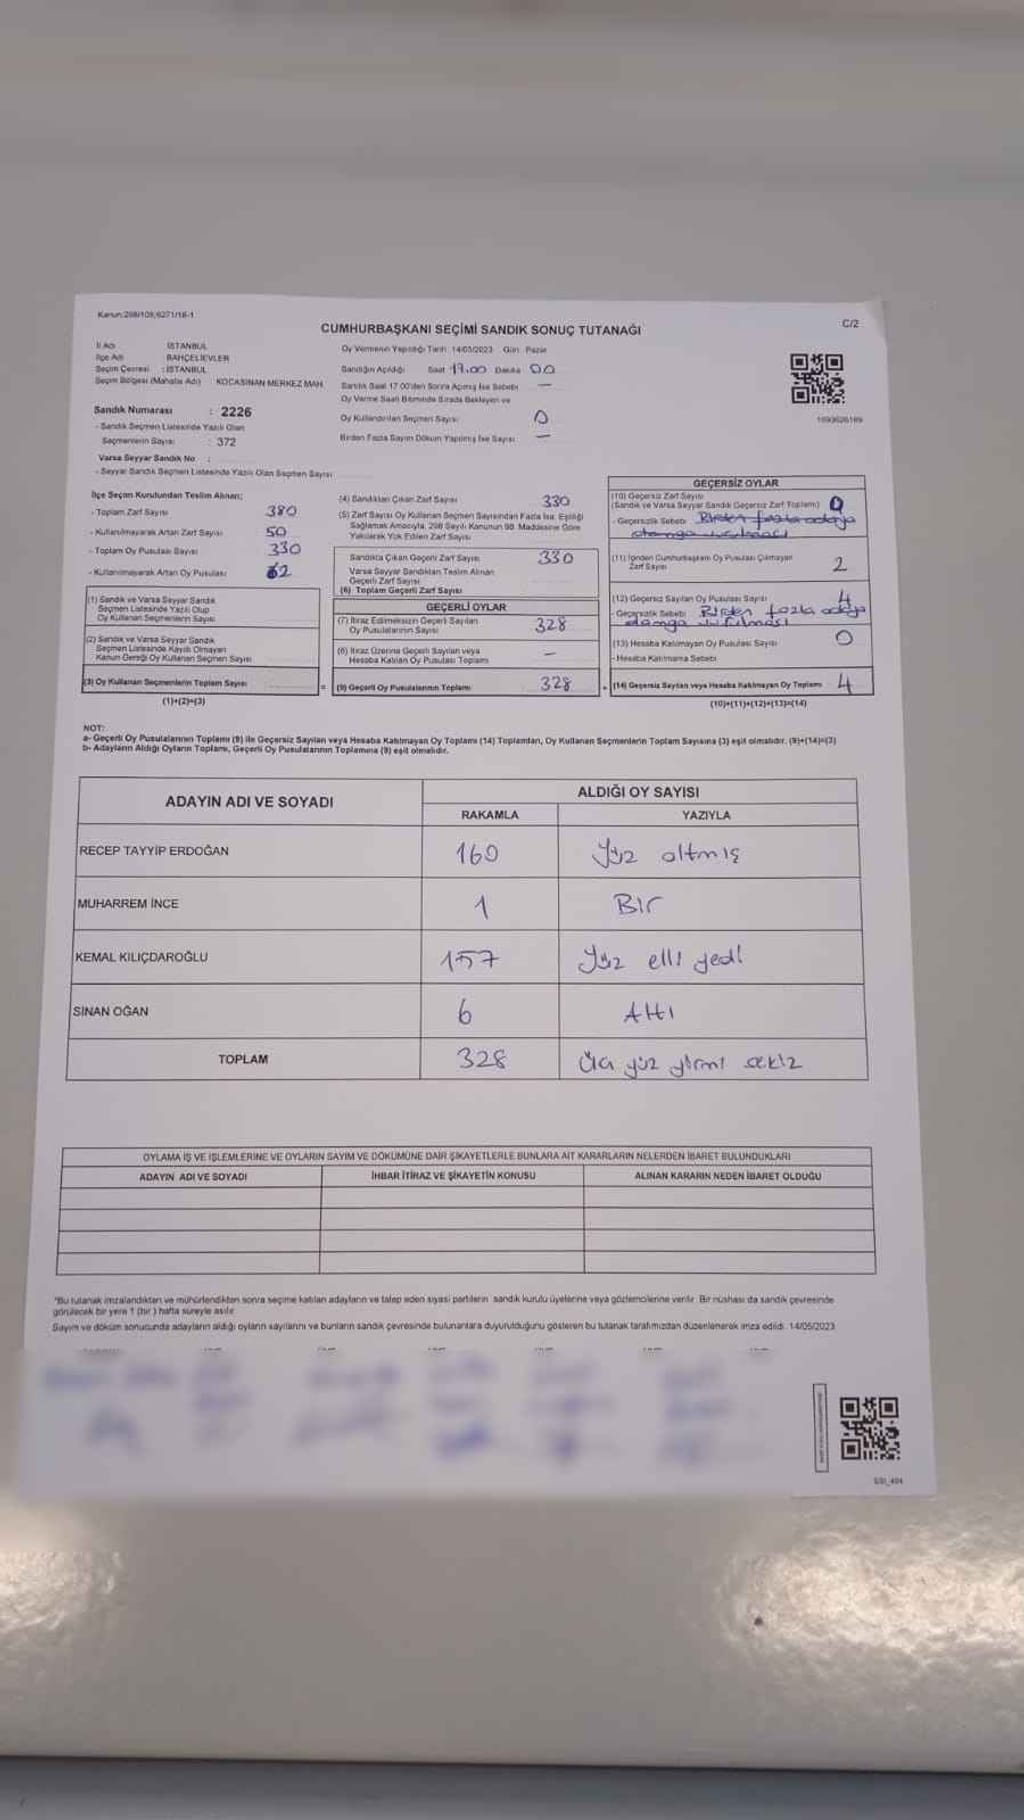 Kanun:298/109;6271/18-1
C/2
CUMHURBAŞKANI SEÇİMİ SANDIK SONUÇ TUTANAĞI
İl Adı : İSTANBUL
İlçe Adı : BAHÇELİEVLER
Seçim Çevresi : İSTANBUL
Seçim Bölgesi (Mahalle Adı) : KOCASİNAN MERKEZ MAH.
Sandık Numarası : 2226
- Sandık Seçmen Listesinde Yazılı Olan
Seçmenlerin Sayısı : 372
Varsa Seyyar Sandık No :
- Seyyar Sandık Seçmen Listesinde Yazılı Olan Seçmen Sayısı
Oy Vermenin Yapıldığı Tarih: 14/05/2023 Gün: Pazar
Sandığın Açıldığı Saat 17.00 Dakika 00
Sandık Saat 17.00'den Sonra Açılmış İse Sebebi —
Oy Verme Saati Bitiminde Sırada Bekleyen ve
Oy Kullandırılan Seçmen Sayısı 0
Birden Fazla Sayım Döküm Yapılmış İse Sayısı —
1693626169
İlçe Seçim Kurulundan Teslim Alınan;
- Toplam Zarf Sayısı 380
- Kullanılmayarak Artan Zarf Sayısı 50
- Toplam Oy Pusulası Sayısı 330
- Kullanılmayarak Artan Oy Pusulası 62
(1) Sandık ve Varsa Seyyar Sandık
Seçmen Listesinde Yazılı Olup
Oy Kullanan Seçmenlerin Sayısı
(2) Sandık ve Varsa Seyyar Sandık
Seçmen Listesinde Kayıtlı Olmayan
Kanun Gereği Oy Kullanan Seçmen Sayısı
(3) Oy Kullanan Seçmenlerin Toplam Sayısı =
(1)+(2)=(3)
(4) Sandıktan Çıkan Zarf Sayısı 330
(5) Zarf Sayısı Oy Kullanan Seçmen Sayısından Fazla İse, Eşitliği
Sağlamak Amacıyla, 298 Sayılı Kanunun 98. Maddesine Göre
Yakılarak Yok Edilen Zarf Sayısı
Sandıkta Çıkan Geçerli Zarf Sayısı 330
Varsa Seyyar Sandıktan Teslim Alınan
Geçerli Zarf Sayısı
(6) Toplam Geçerli Zarf Sayısı
GEÇERLİ OYLAR
(7) İtiraz Edilmeksizin Geçerli Sayılan
Oy Pusulalarının Sayısı 328
(8) İtiraz Üzerine Geçerli Sayılan veya
Hesaba Katılan Oy Pusulası Toplamı —
(9) Geçerli Oy Pusulalarının Toplamı 328 +
GEÇERSİZ OYLAR
(10) Geçersiz Zarf Sayısı
(Sandık ve Varsa Seyyar Sandık Geçersiz Zarf Toplamı) 0
- Geçersizlik Sebebi Birden fazla adaya
damga vurulması
(11) İçinden Cumhurbaşkanı Oy Pusulası Çıkmayan
Zarf Sayısı 2
(12) Geçersiz Sayılan Oy Pusulası Sayısı 4
- Geçersizlik Sebebi Birden fazla adaya
damga vurulması
(13) Hesaba Katılmayan Oy Pusulası Sayısı 0
- Hesaba Katılmama Sebebi
(14) Geçersiz Sayılan veya Hesaba Katılmayan Oy Toplamı 4
(10)+(11)+(12)+(13)=(14)
NOT:
a- Geçerli Oy Pusulalarının Toplamı (9) ile Geçersiz Sayılan veya Hesaba Katılmayan Oy Toplamı (14) Toplamları, Oy Kullanan Seçmenlerin Toplam Sayısına (3) eşit olmalıdır. (9)+(14)=(3)
b- Adayların Aldığı Oyların Toplamı, Geçerli Oy Pusulalarının Toplamına (9) eşit olmalıdır.
ADAYIN ADI VE SOYADI ALDIĞI OY SAYISI
RAKAMLA YAZIYLA
RECEP TAYYİP ERDOĞAN 160 Yüz altmış
MUHARREM İNCE 1 Bir
KEMAL KILIÇDAROĞLU 157 Yüz elli yedi
SİNAN OĞAN 6 Altı
TOPLAM 328 Üç yüz yirmi sekiz
OYLAMA İŞ VE İŞLEMLERİNE VE OYLARIN SAYIM VE DÖKÜMÜNE DAİR ŞİKAYETLERLE BUNLARA AİT KARARLARIN NELERDEN İBARET BULUNDUKLARI
ADAYIN ADI VE SOYADI İHBAR İTİRAZ VE ŞİKAYETİN KONUSU ALINAN KARARIN NEDEN İBARET OLDUĞU
*Bu tutanak imzalandıktan ve mühürlendikten sonra seçime katılan adayların ve talep eden siyasi partilerin sandık kurulu üyelerine veya gözlemcilerine verilir. Bir nüshası da sandık çevresinde
görülecek bir yere 1 (bir) hafta süreyle asılır.
Sayım ve döküm sonucunda adayların aldığı oyların sayılarını ve bunların sandık çevresinde bulunanlara duyurulduğunu gösteren bu tutanak tarafımızdan düzenlenerek imza edildi. 14/05/2023